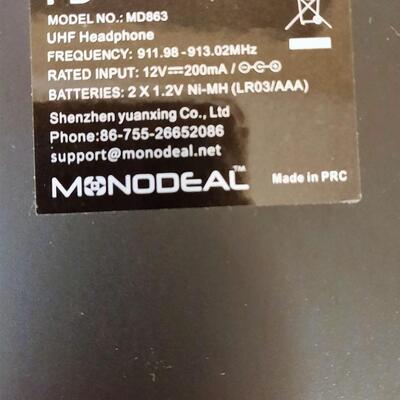 MODEL NO.: MD863
UHF Headphone
FREQUENCY: 911.98 - 913.02MHz
RATED INPUT: 12V⎓200mA /
BATTERIES: 2 X 1.2V Ni-MH (LR03/AAA)
Shenzhen yuanxing Co., Ltd
Phone:86-755-26652086
support@monodeal.net
MONODEAL™ Made in PRC